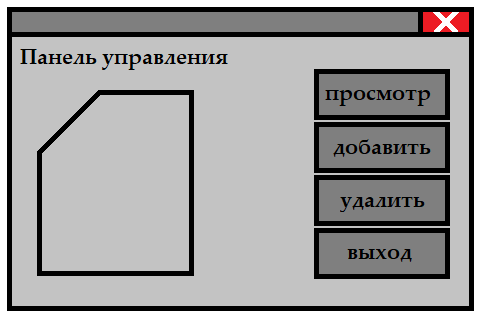 Панель управления
просмотр
добавить
удалить
выход